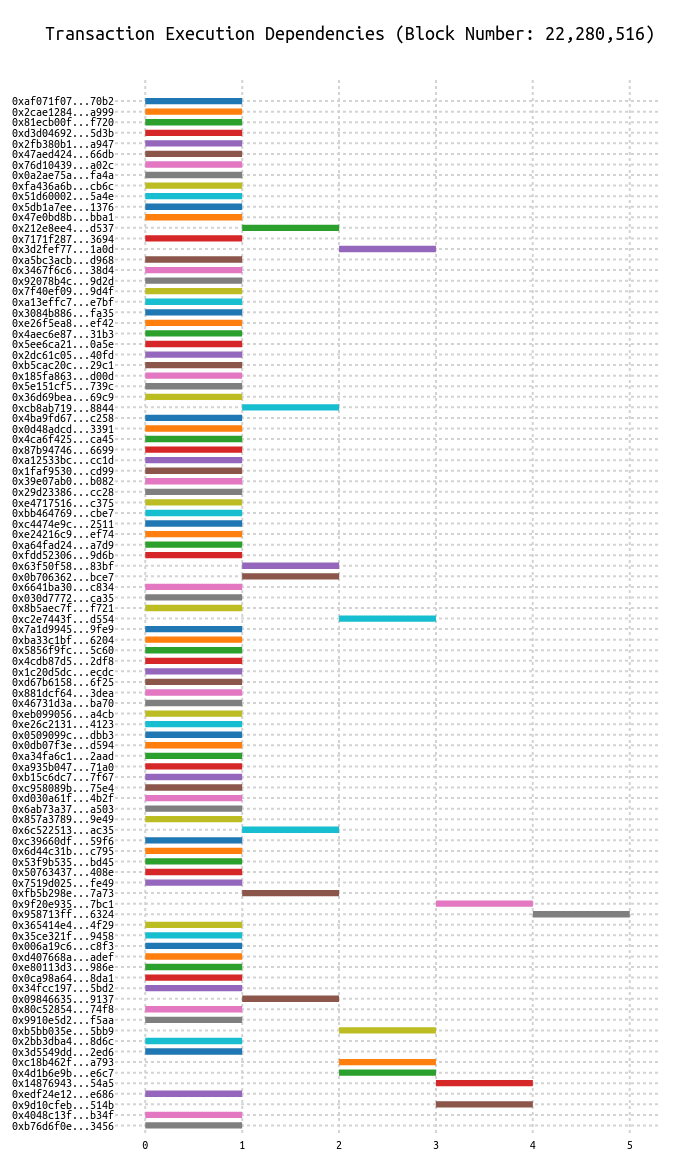 Transaction Execution Dependencies (Block Number: 22,280,516)
0xaf071f07...70b2
0x2cae1284...a999
0x81ecb00f...f720
0xd3d04692...5d3b
0x2fb380b1...a947
0x47aed424...66db
0x76d10439...a02c
0x0a2ae75a...fa4a
0xfa436a6b...cb6c
0x51d60002...5a4e
0x5db1a7ee...1376
0x47e0bd8b...bba1
0x212e8ee4...d537
0x7171f287...3694
0x3d2fef77...1a0d
0xa5bc3acb...d968
0x3467f6c6...38d4
0x92078b4c...9d2d
0x7f40ef09...9d4f
0xa13effc7...e7bf
0x3084b886...fa35
0xe26f5ea8...ef42
0x4aec6e87...31b3
0x5ee6ca21...0a5e
0x2dc61c05...40fd
0xb5cac20c...29c1
0x185fa863...d00d
0x5e151cf5...739c
0x36d69bea...69c9
0xcb8ab719...8844
0x4ba9fd67...c258
0x0d48adcd...3391
0x4ca6f425...ca45
0x87b94746...6699
0xa12533bc...cc1d
0x1faf9530...cd99
0x39e07ab0...b082
0x29d23386...cc28
0xe4717516...c375
0xbb464769...cbe7
0xc4474e9c...2511
0xe24216c9...ef74
0xa64fad24...a7d9
0xfdd52306...9d6b
0x63f50f58...83bf
0x0b706362...bce7
0x6641ba30...c834
0x030d7772...ca35
0x8b5aec7f...f721
0xc2e7443f...d554
0x7a1d9945...9fe9
0xba33c1bf...6204
0x5856f9fc...5c60
0x4cdb87d5...2df8
0x1c20d5dc...ecdc
0xd67b6158...6f25
0x881dcf64...3dea
0x46731d3a...ba70
0xeb099056...a4cb
0xe26c2131...4123
0x0509099c...dbb3
0x0db07f3e...d594
0xa34fa6c1...2aad
0xa935b047...71a0
0xb15c6dc7...7f67
0xc958089b...75e4
0xd030a61f...4b2f
0x6ab73a37...a503
0x857a3789...9e49
0x6c522513...ac35
0xc39660df...59f6
0x6d44c31b...c795
0x53f9b535...bd45
0x50763437...408e
0x7519d025...fe49
0xfb5b298e...7a73
0x9f20e935...7bc1
0x958713ff...6324
0x365414e4...4f29
0x35ce321f...9458
0x006a19c6...c8f3
0xd407668a...adef
0xe80113d3...986e
0x0ca98a64...8da1
0x34fcc197...5bd2
0x09846635...9137
0x80c52854...74f8
0x9910e5d2...f5aa
0xb5bb035e...5bb9
0x2bb3dba4...8d6c
0x3d5549dd...2ed6
0xc18b462f...a793
0x4d1b6e9b...e6c7
0x14876943...54a5
0xedf24e12...e686
0x9d10cfeb...514b
0x4048c13f...b34f
0xb76d6f0e...3456
0 1 2 3 4 5